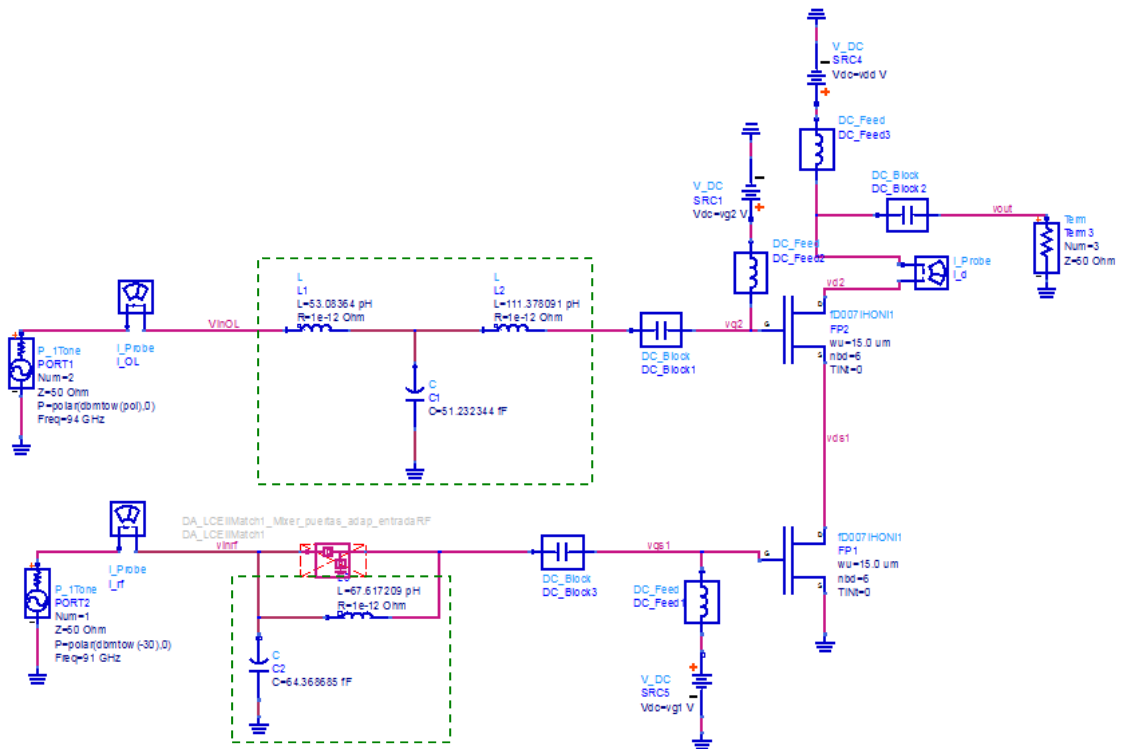 V_DC
SRC4
Vdc=vdd V
DC_Feed
DC_Feed3
V_DC
SRC1
Vdc=vg2 V
DC_Block
DC_Block2
vout
Term
Term3
Num=3
Z=50 Ohm
DC_Feed
DC_Feed2
I_Probe
I_d
vd2
L
L1
L=53.08364 pH
R=1e-12 Ohm
L
L2
L=111.378091 pH
R=1e-12 Ohm
VinOL
I_Probe
I_OL
P_1Tone
PORT1
Num=2
Z=50 Ohm
P=polar(dbmtow(pol),0)
Freq=94 GHz
DC_Block
DC_Block1
vg2
G
D
S
fD007IHONI1
FP2
wu=15.0 um
nbd=6
TINt=0
C
C1
C=51.232344 fF
vds1
DA_LCEllMatch1_Mixer_puertas_adap_entradaRF
DA_LCEllMatch1
vinrf
I_Probe
I_rf
P_1Tone
PORT2
Num=1
Z=50 Ohm
P=polar(dbmtow(-30),0)
Freq=91 GHz
L=67.617209 pH
R=1e-12 Ohm
C
C2
C=64.368685 fF
DC_Block
DC_Block3
vgs1
DC_Feed
DC_Feed1
V_DC
SRC5
Vdc=vg1 V
G
D
S
fD007IHONI1
FP1
wu=15.0 um
nbd=6
TINt=0